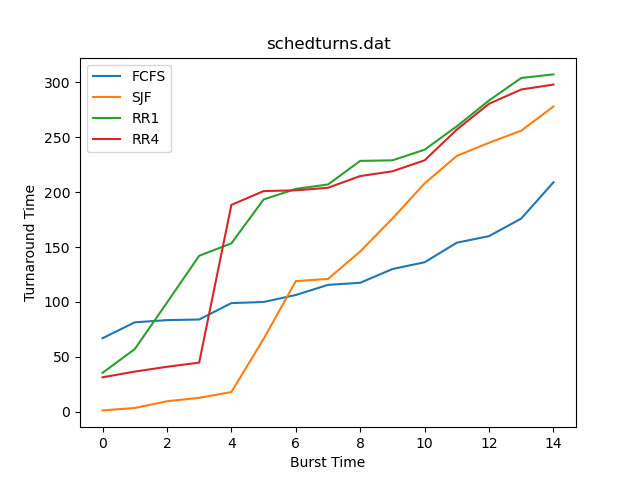 schedturns.dat
FCFS
SJF
RR1
RR4
Turnaround Time
300
250
200
150
100
50
0
0 2 4 6 8 10 12 14
Burst Time